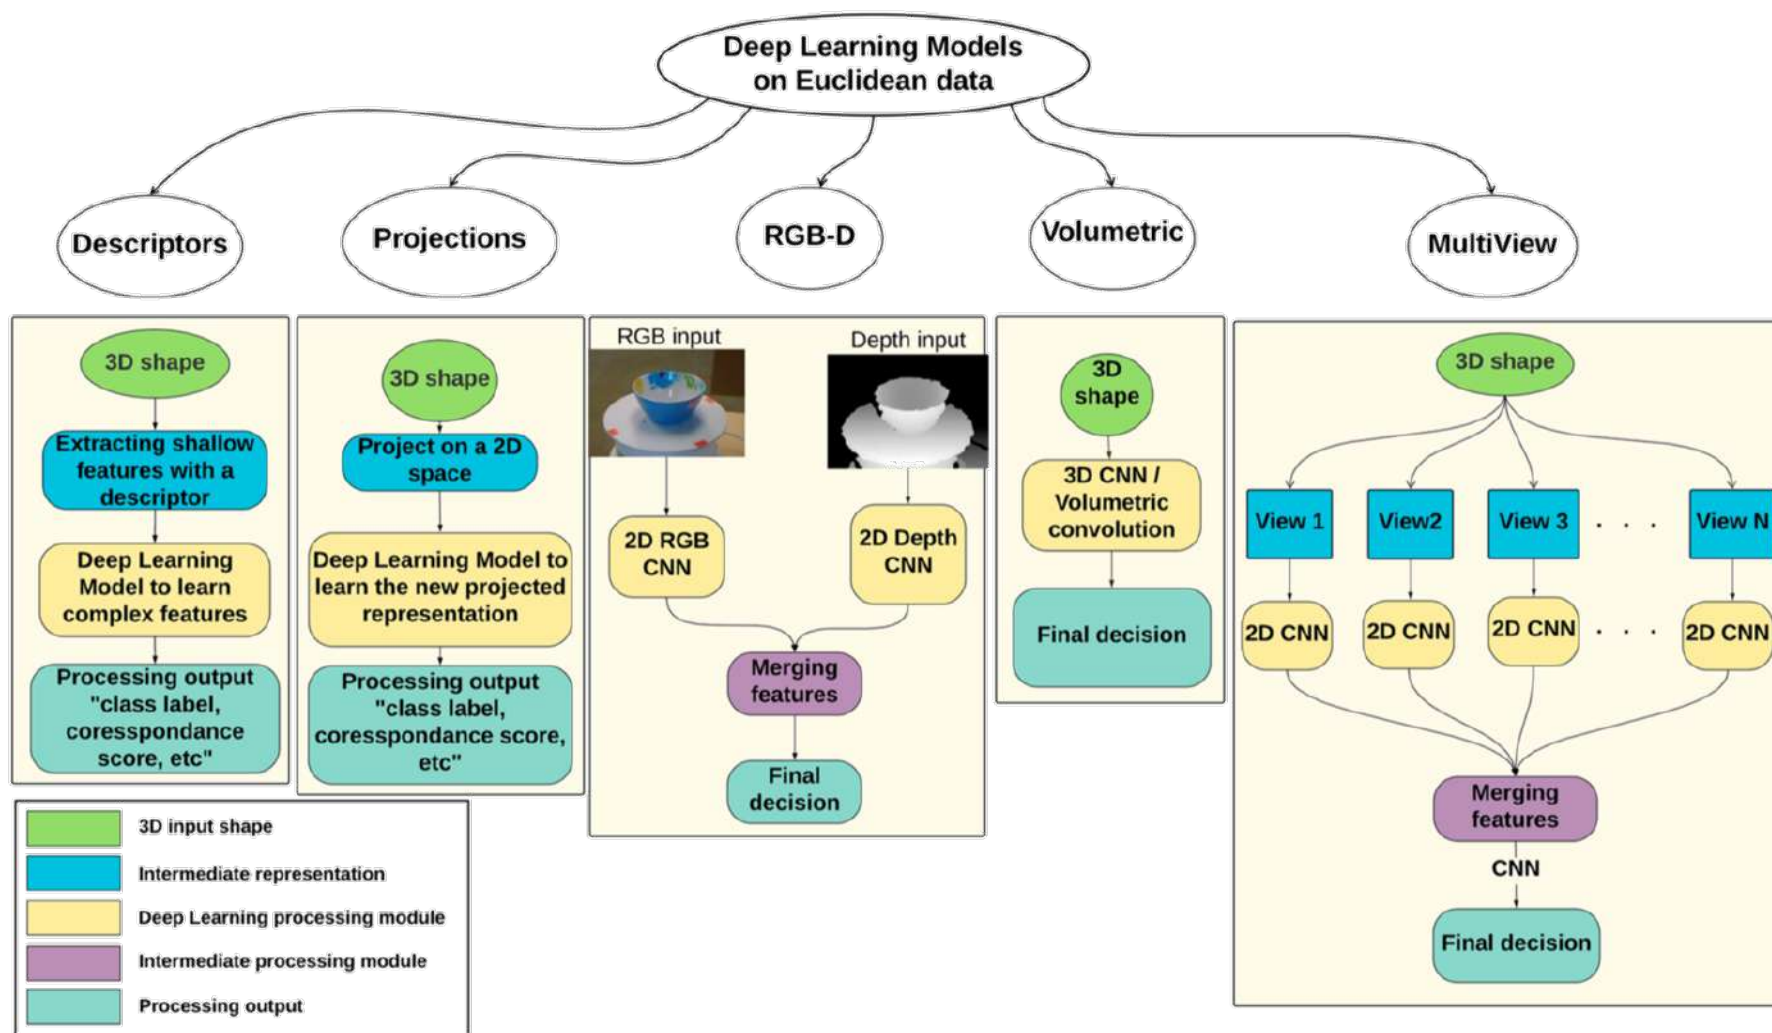 Deep Learning Models
on Euclidean data
Descriptors
Projections
RGB-D
Volumetric
MultiView
3D shape
Extracting shallow
features with a
descriptor
Deep Learning
Model to learn
complex features
Processing output
"class label,
coresspondance
score, etc"
3D shape
Project on a 2D
space
Deep Learning Model to
learn the new projected
representation
Processing output
"class label,
coresspondance score,
etc"
RGB input
Depth input
2D RGB
CNN
2D Depth
CNN
Merging
features
Final
decision
3D
shape
3D CNN /
Volumetric
convolution
Final decision
3D shape
View 1
View2
View 3
. . .
View N
2D CNN
2D CNN
2D CNN
. . .
2D CNN
Merging
features
CNN
Final decision
3D input shape
Intermediate representation
Deep Learning processing module
Intermediate processing module
Processing output